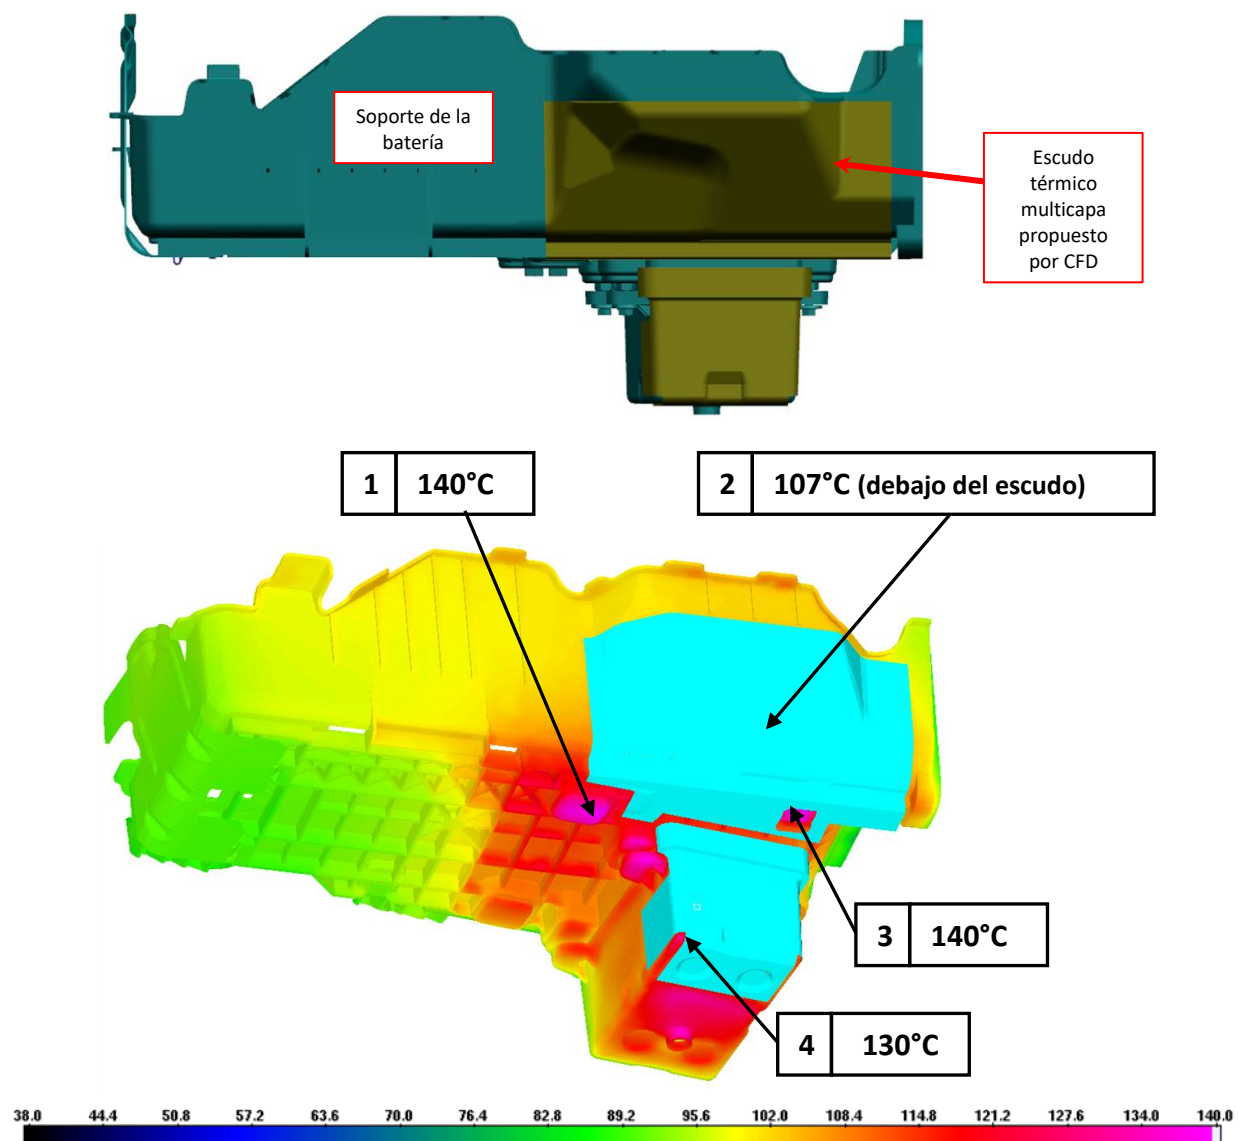 Soporte de la
batería
Escudo
térmico
multicapa
propuesto
por CFD
1 140°C
2 107°C (debajo del escudo)
3 140°C
4 130°C
38.0 44.4 50.8 57.2 63.6 70.0 76.4 82.8 89.2 95.6 102.0 108.4 114.8 121.2 127.6 134.0 140.0